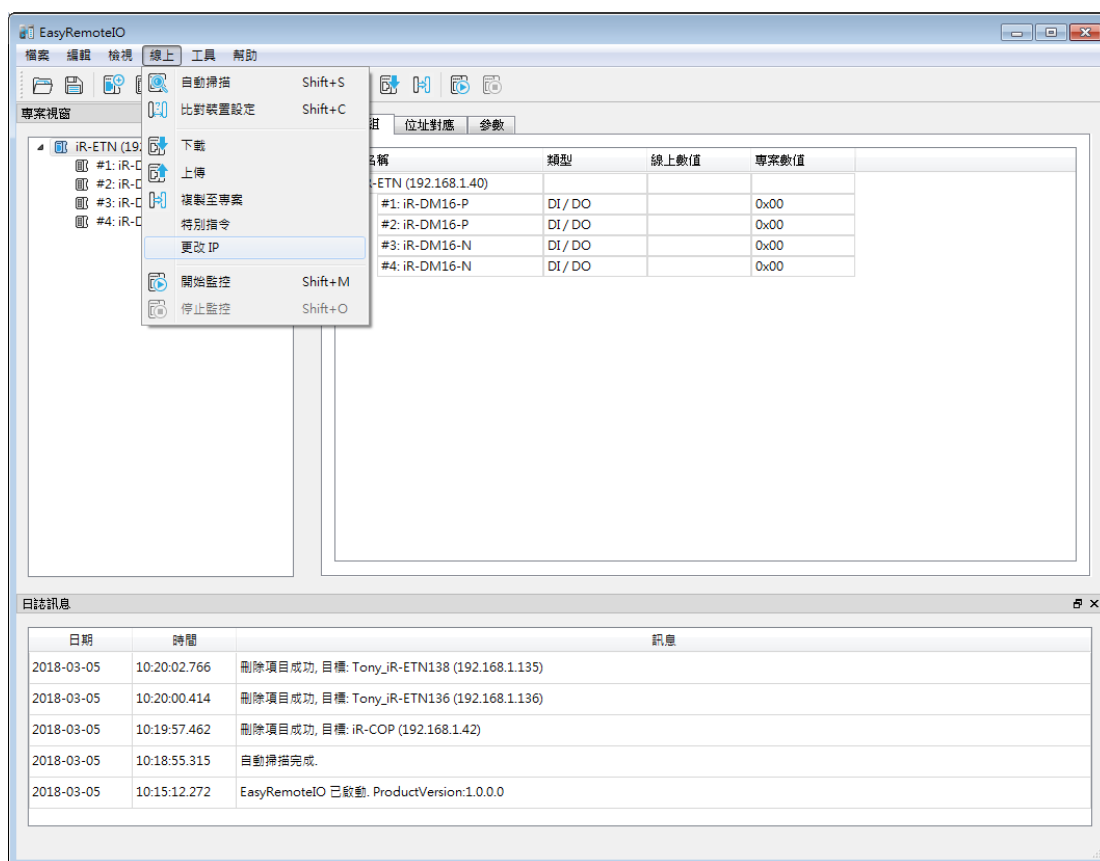 EasyRemoteIO
檔案 編輯 檢視 線上 工具 幫助
自動掃描 Shift+S
比對裝置設定 Shift+C
下載
上傳
複製至專案
特別指令
更改 IP
開始監控 Shift+M
停止監控 Shift+O
專案視窗
iR-ETN (19
#1: iR-D
#2: iR-D
#3: iR-D
#4: iR-D
組 位址對應 參數
名稱 類型 線上數值 專案數值
-ETN (192.168.1.40)
#1: iR-DM16-P DI / DO 0x00
#2: iR-DM16-P DI / DO 0x00
#3: iR-DM16-N DI / DO 0x00
#4: iR-DM16-N DI / DO 0x00
日誌訊息
日期 時間 訊息
2018-03-05 10:20:02.766 刪除項目成功, 目標: Tony_iR-ETN138 (192.168.1.135)
2018-03-05 10:20:00.414 刪除項目成功, 目標: Tony_iR-ETN136 (192.168.1.136)
2018-03-05 10:19:57.462 刪除項目成功, 目標: iR-COP (192.168.1.42)
2018-03-05 10:18:55.315 自動掃描完成.
2018-03-05 10:15:12.272 EasyRemoteIO 已啟動. ProductVersion:1.0.0.0